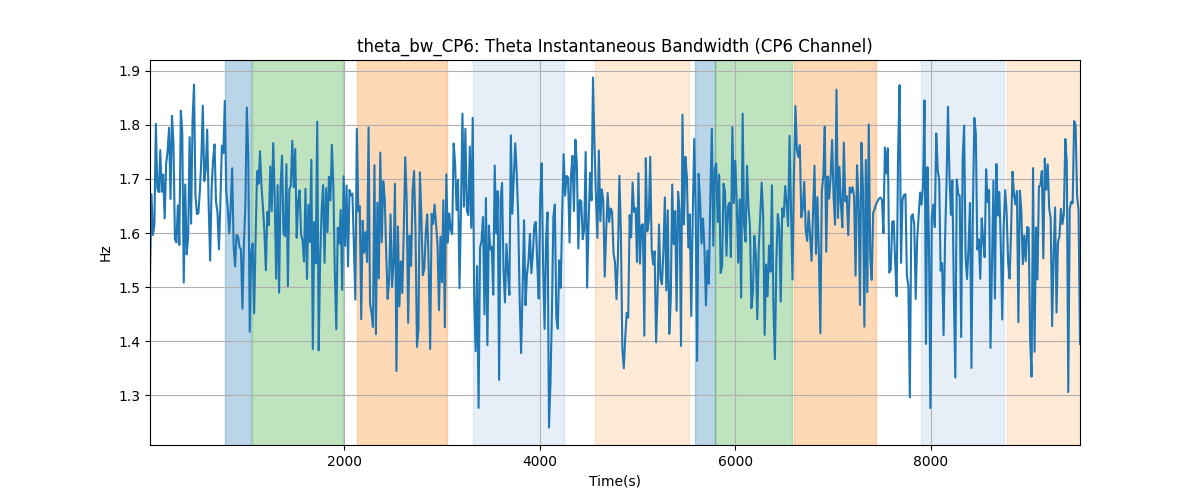 theta_bw_CP6: Theta Instantaneous Bandwidth (CP6 Channel)
1.9
1.8
1.7
1.6
1.5
1.4
1.3
Hz
2000 4000 6000 8000
Time(s)